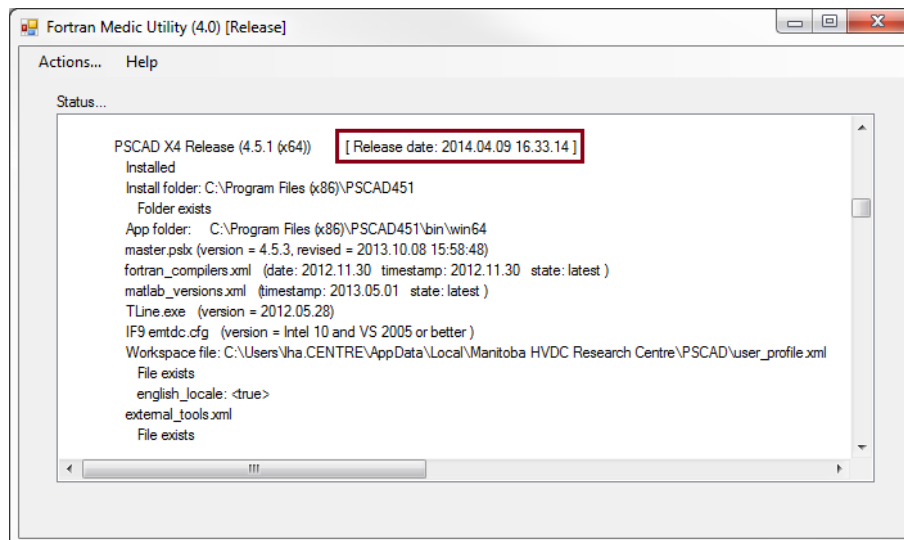 Fortran Medic Utility (4.0) [Release]
Actions... Help
Status...
PSCAD X4 Release (4.5.1 (x64)) [ Release date: 2014.04.09 16.33.14 ]
Installed
Install folder: C:\Program Files (x86)\PSCAD451
Folder exists
App folder: C:\Program Files (x86)\PSCAD451\bin\win64
master.pslx (version = 4.5.3, revised = 2013.10.08 15:58:48)
fortran_compilers.xml (date: 2012.11.30 timestamp: 2012.11.30 state: latest )
matlab_versions.xml (timestamp: 2013.05.01 state: latest )
TLine.exe (version = 2012.05.28)
IF9 emtdc.cfg (version = Intel 10 and VS 2005 or better )
Workspace file: C:\Users\lha.CENTRE\AppData\Local\Manitoba HVDC Research Centre\PSCAD\user_profile.xml
File exists
english_locale: <true>
external_tools.xml
File exists